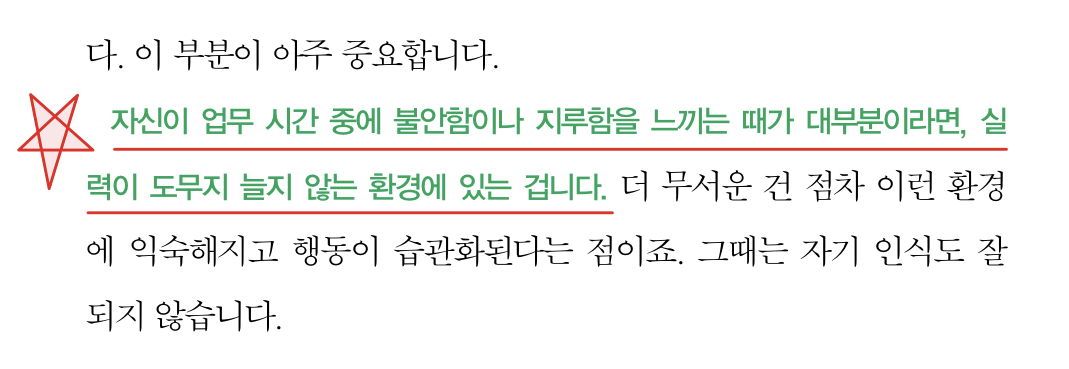 다. 이 부분이 아주 중요합니다.
자신이 업무 시간 중에 불안함이나 지루함을 느끼는 때가 대부분이라면, 실
력이 도무지 늘지 않는 환경에 있는 겁니다. 더 무서운 건 점차 이런 환경
에 익숙해지고 행동이 습관화된다는 점이죠. 그때는 자기 인식도 잘
되지 않습니다.